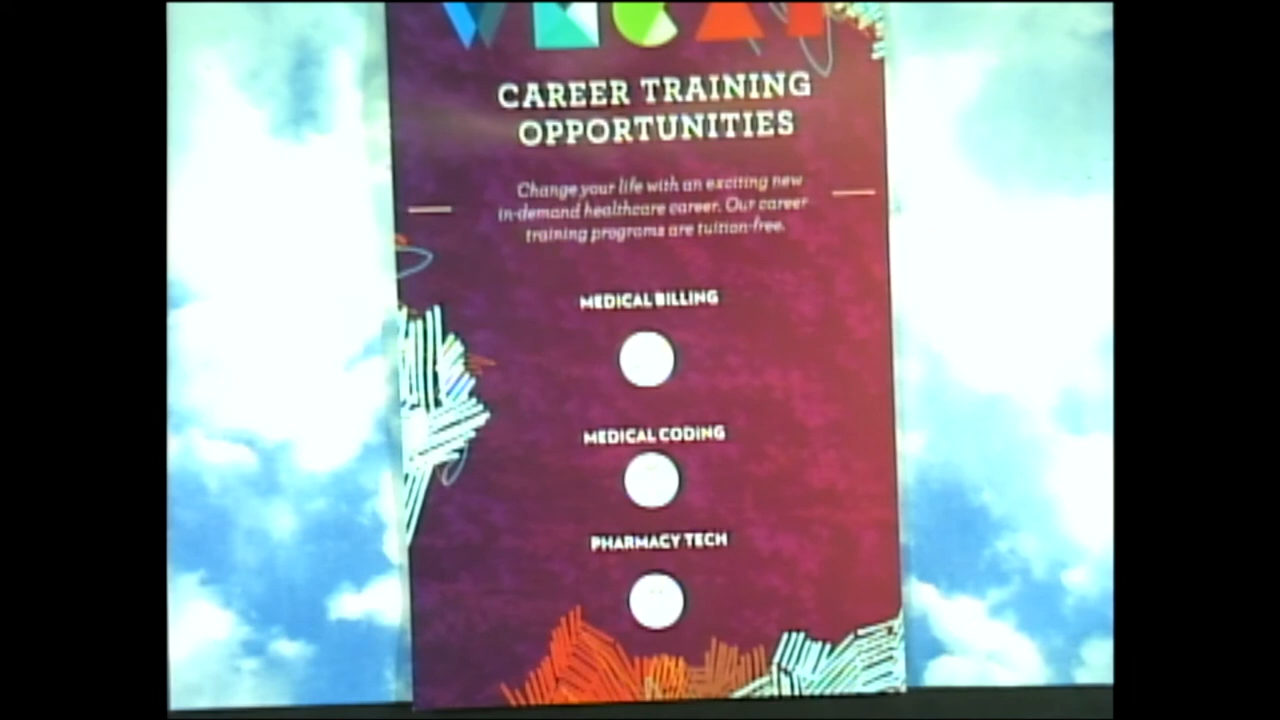 CAREER TRAINING
OPPORTUNITIES
Change your life with an exciting new
in-demand healthcare career. Our career
training programs are tuition-free.
MEDICAL BILLING
MEDICAL CODING
PHARMACY TECH